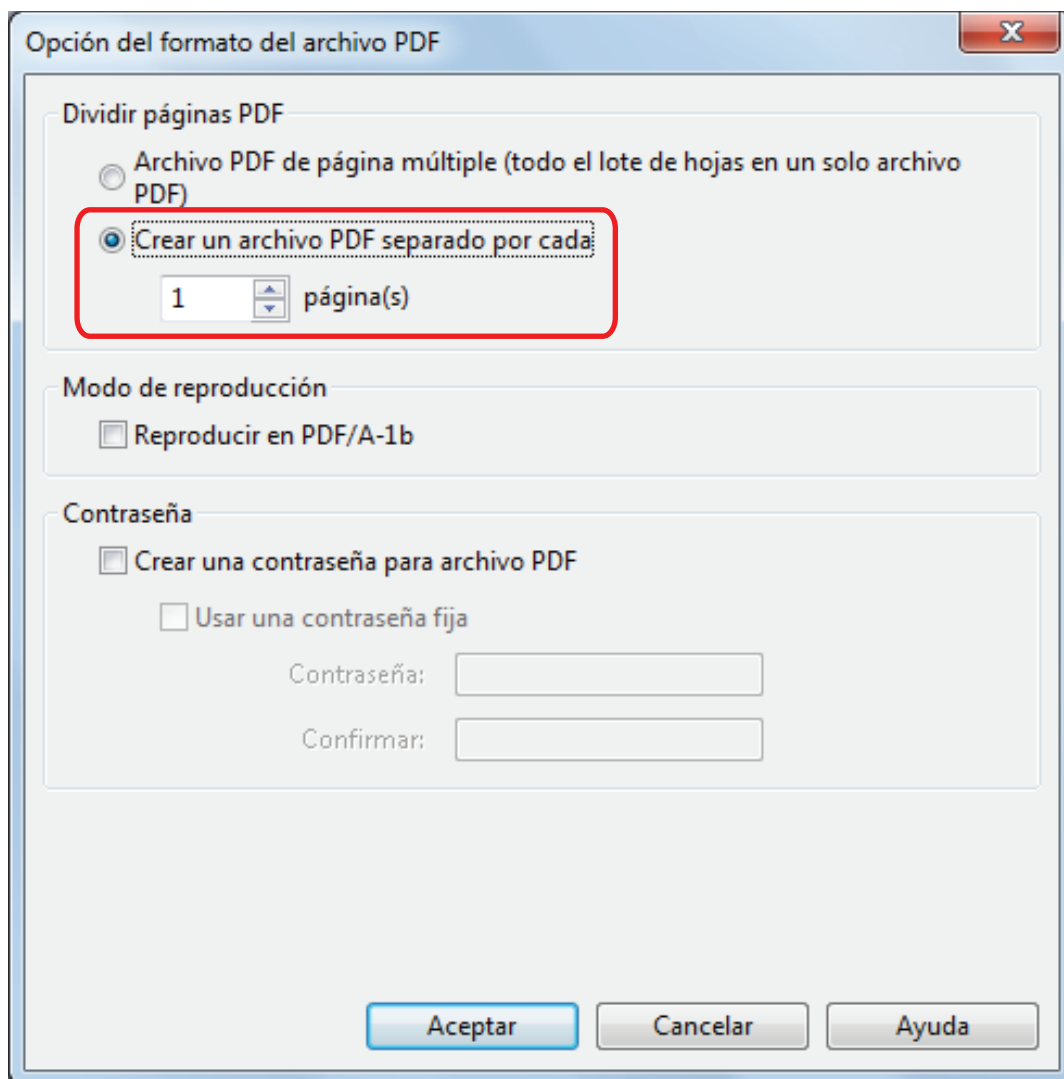 Opción del formato del archivo PDF
Dividir páginas PDF
Archivo PDF de página múltiple (todo el lote de hojas en un solo archivo
PDF)
Crear un archivo PDF separado por cada
1 página(s)
Modo de reproducción
Reproducir en PDF/A-1b
Contraseña
Crear una contraseña para archivo PDF
Usar una contraseña fija
Contraseña:
Confirmar:
Aceptar Cancelar Ayuda